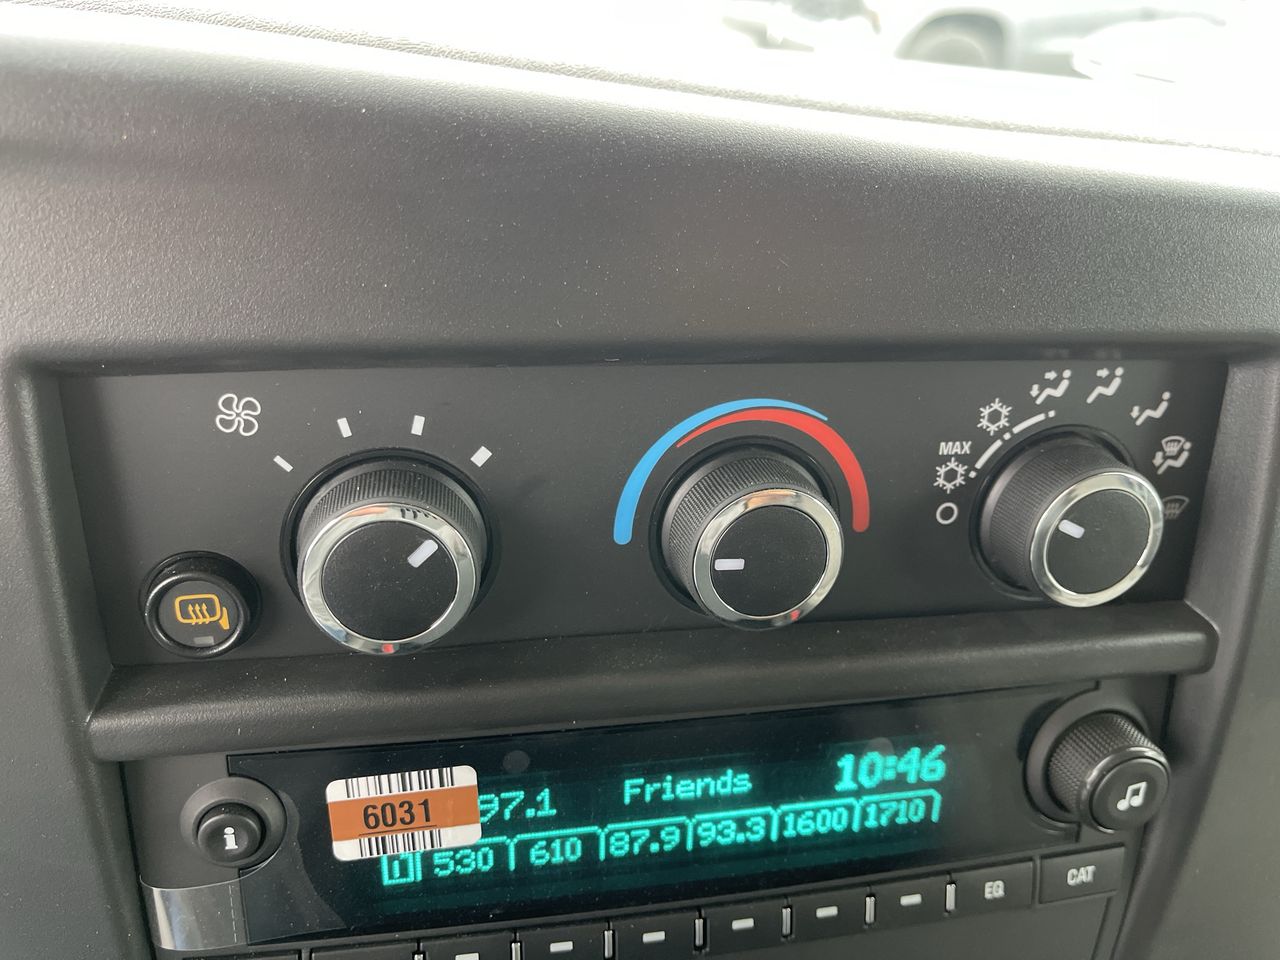 MAX
6031
97.1 Friends 10:46
1 530 610 87.9 93.3 1600 1710
i
EQ
CAT